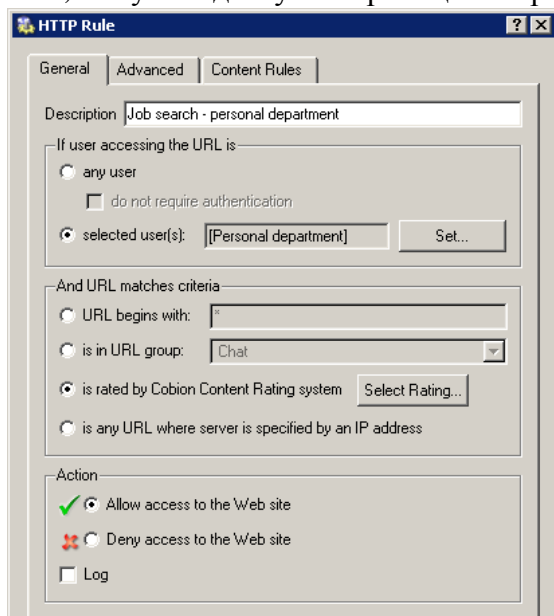 HTTP Rule
General Advanced Content Rules
Description Job search - personal department
If user accessing the URL is
any user
do not require authentication
selected user(s): [Personal department] Set...
And URL matches criteria
URL begins with: *
is in URL group: Chat
is rated by Cobion Content Rating system Select Rating...
is any URL where server is specified by an IP address
Action
Allow access to the Web site
Deny access to the Web site
Log